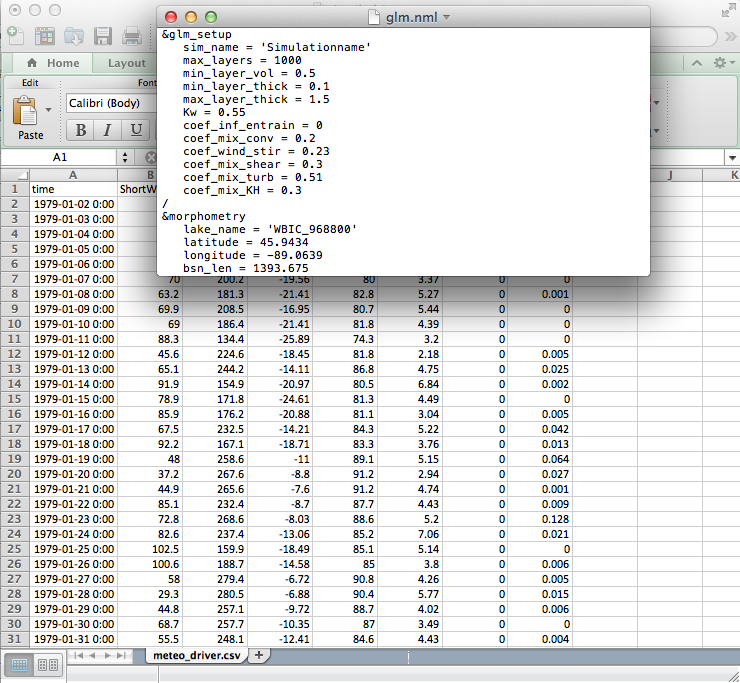 glm.nml
&glm_setup
sim_name = 'Simulationname'
max_layers = 1000
min_layer_vol = 0.5
min_layer_thick = 0.1
max_layer_thick = 1.5
Kw = 0.55
coef_inf_entrain = 0
coef_mix_conv = 0.2
coef_wind_stir = 0.23
coef_mix_shear = 0.3
coef_mix_turb = 0.51
coef_mix_KH = 0.3
/
&morphometry
lake_name = 'WBIC_968800'
latitude = 45.9434
longitude = -89.0639
bsn_len = 1393.675
Home Layout
Edit Font
Calibri (Body)
Paste B I U
A1
A B J K
1 time ShortW
2 1979-01-02 0:00
3 1979-01-03 0:00
4 1979-01-04 0:00
5 1979-01-05 0:00
6 1979-01-06 0:00
7 1979-01-07 0:00 70 200.2 -19.56 80 3.37 0 0
8 1979-01-08 0:00 63.2 181.3 -21.41 82.8 5.27 0 0.001
9 1979-01-09 0:00 69.9 208.5 -16.95 80.7 5.44 0 0
10 1979-01-10 0:00 69 186.4 -21.41 81.8 4.39 0 0
11 1979-01-11 0:00 88.3 134.4 -25.89 74.3 3.2 0 0
12 1979-01-12 0:00 45.6 224.6 -18.45 81.8 2.18 0 0.005
13 1979-01-13 0:00 65.1 244.2 -14.11 86.8 4.75 0 0.025
14 1979-01-14 0:00 91.9 154.9 -20.97 80.5 6.84 0 0.002
15 1979-01-15 0:00 78.9 171.8 -24.61 81.3 4.49 0 0
16 1979-01-16 0:00 85.9 176.2 -20.88 81.1 3.04 0 0.005
17 1979-01-17 0:00 67.5 232.5 -14.21 84.3 5.22 0 0.042
18 1979-01-18 0:00 92.2 167.1 -18.71 83.3 3.76 0 0.013
19 1979-01-19 0:00 48 258.6 -11 89.1 5.15 0 0.064
20 1979-01-20 0:00 37.2 267.6 -8.8 91.2 2.94 0 0.027
21 1979-01-21 0:00 44.9 265.6 -7.6 91.2 4.74 0 0.001
22 1979-01-22 0:00 85.1 232.4 -8.7 87.7 4.43 0 0.009
23 1979-01-23 0:00 72.8 268.6 -8.03 88.6 5.2 0 0.128
24 1979-01-24 0:00 82.6 237.4 -13.06 85.2 7.06 0 0.021
25 1979-01-25 0:00 102.5 159.9 -18.49 85.1 5.14 0 0
26 1979-01-26 0:00 100.6 188.7 -14.58 85 3.8 0 0.006
27 1979-01-27 0:00 58 279.4 -6.72 90.8 4.26 0 0.005
28 1979-01-28 0:00 29.3 280.5 -6.88 90.4 5.77 0 0.015
29 1979-01-29 0:00 44.8 257.1 -9.72 88.7 4.02 0 0.006
30 1979-01-30 0:00 68.7 257.7 -10.35 87 3.49 0 0
31 1979-01-31 0:00 55.5 248.1 -12.41 84.6 4.43 0 0.004
meteo_driver.csv